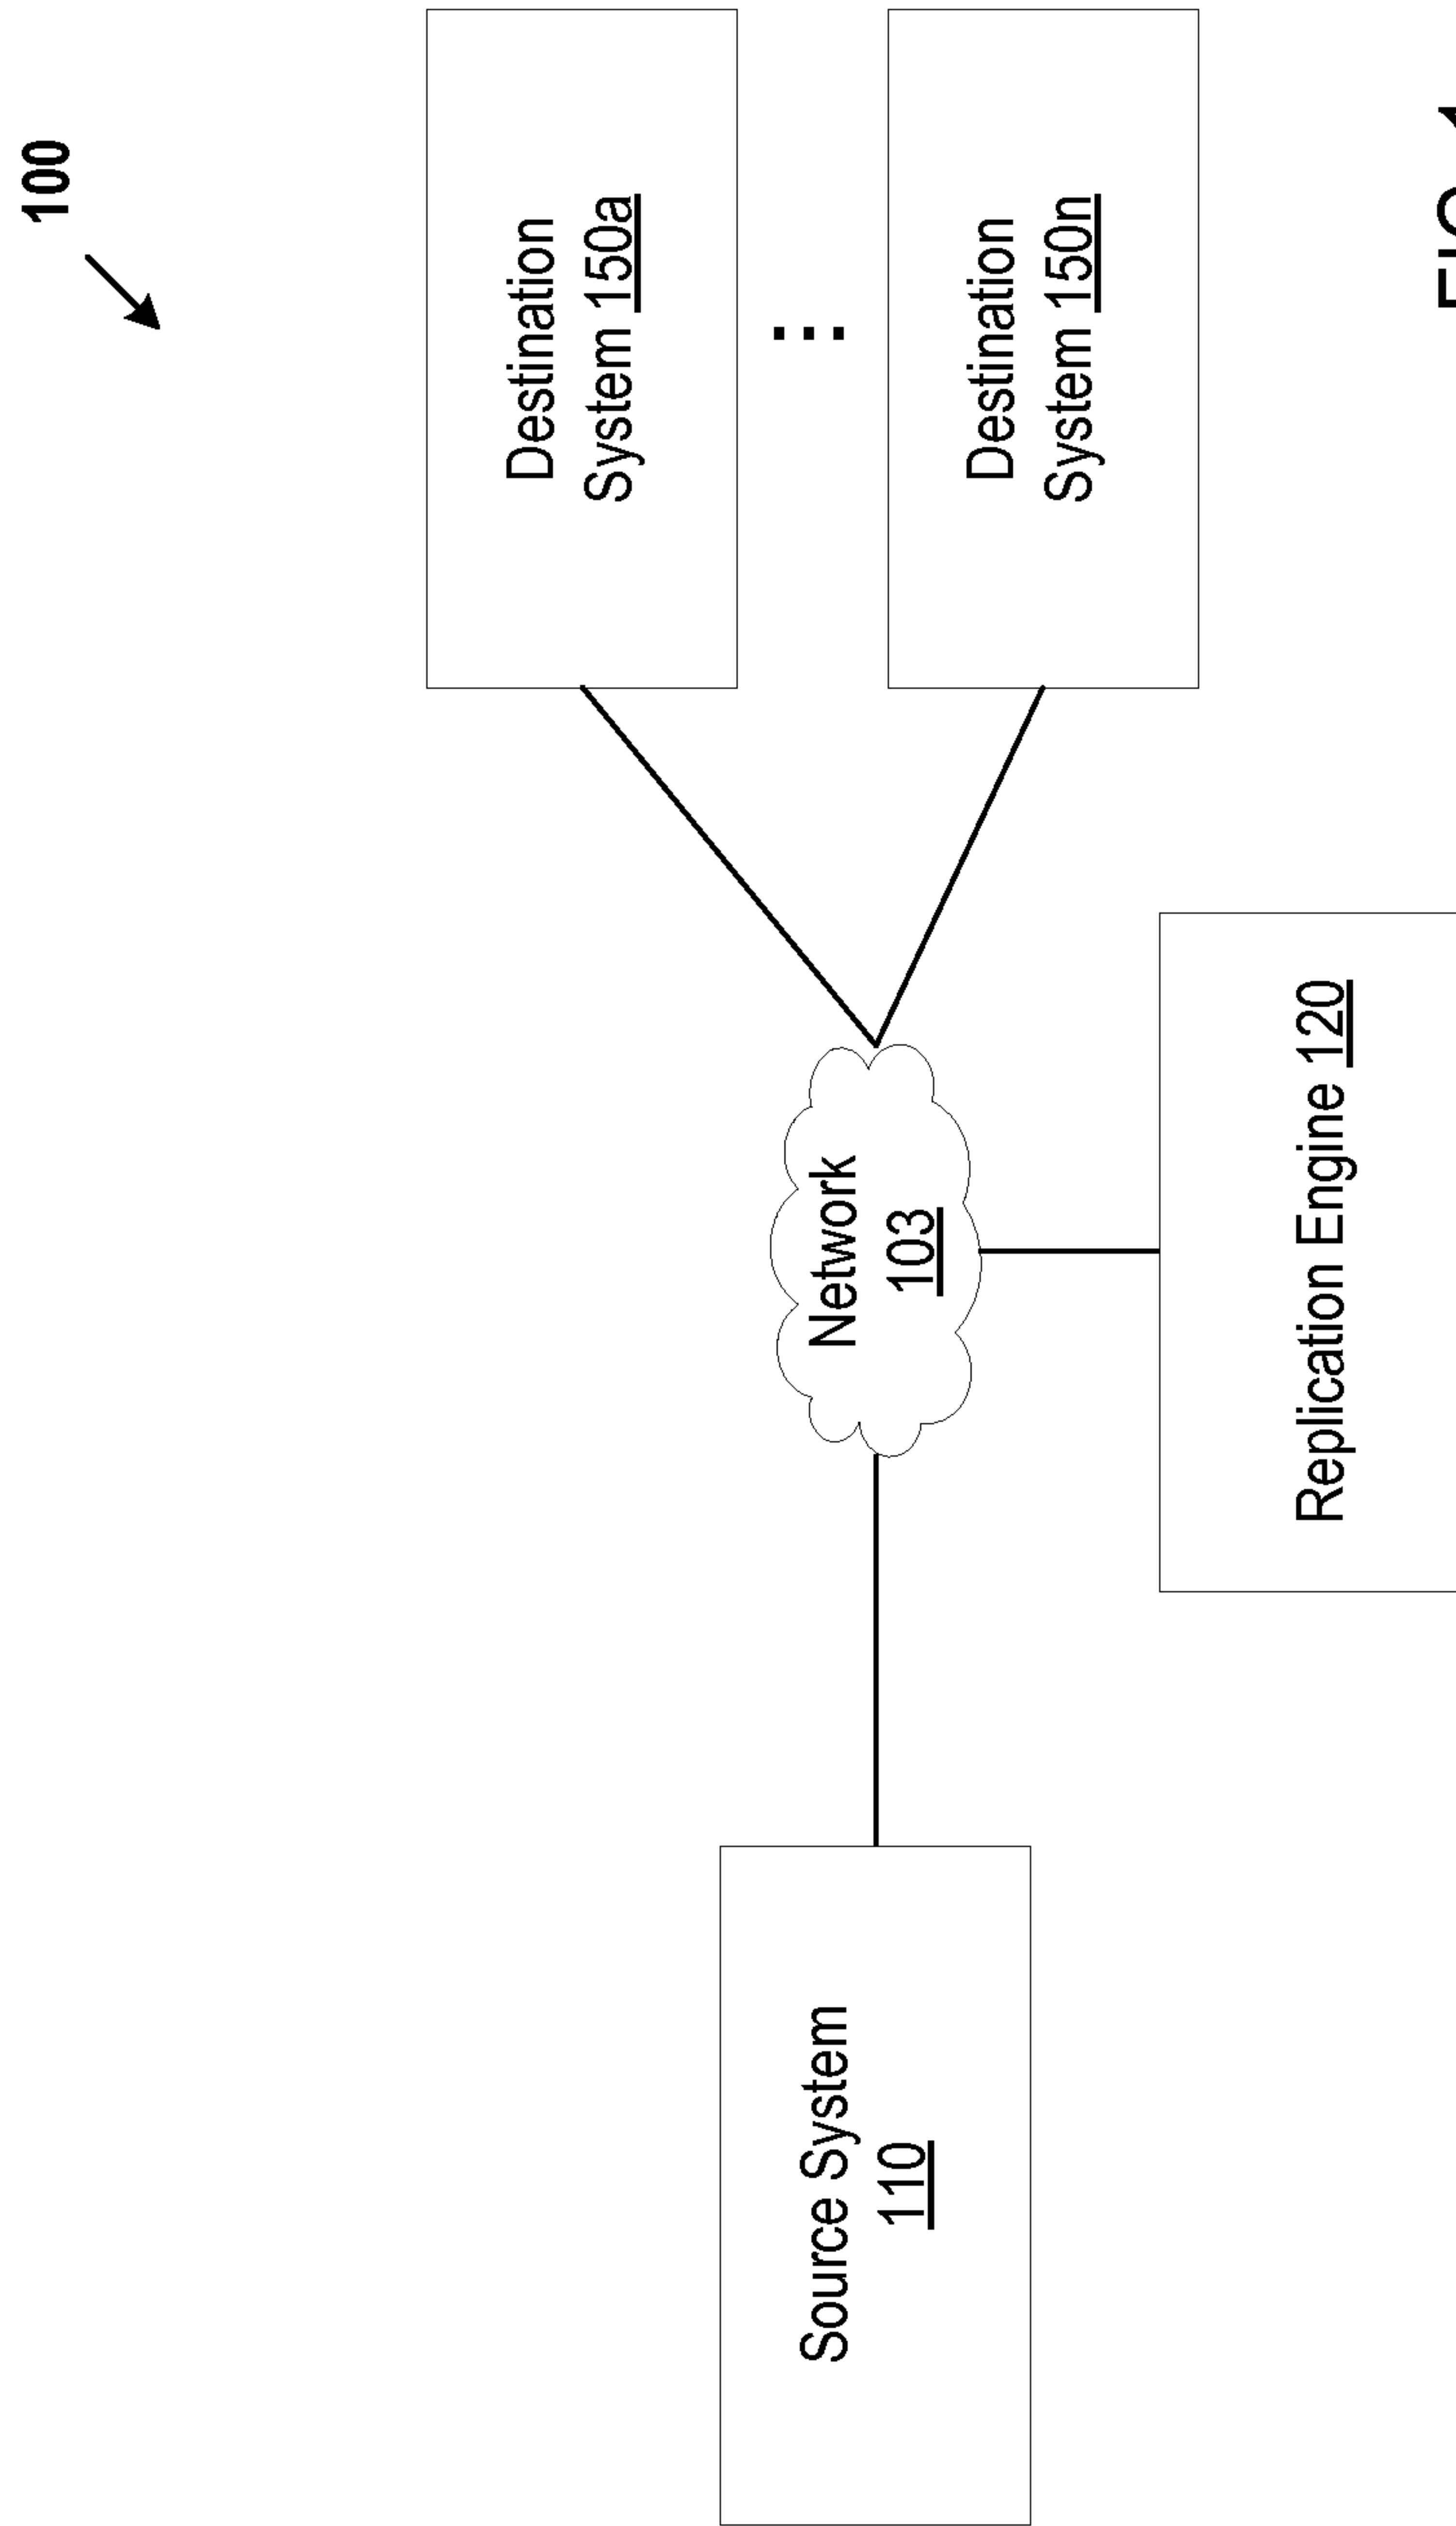 100
Destination
System 150a
Destination
System 150n
Network
103
Source System
110
Replication Engine 120